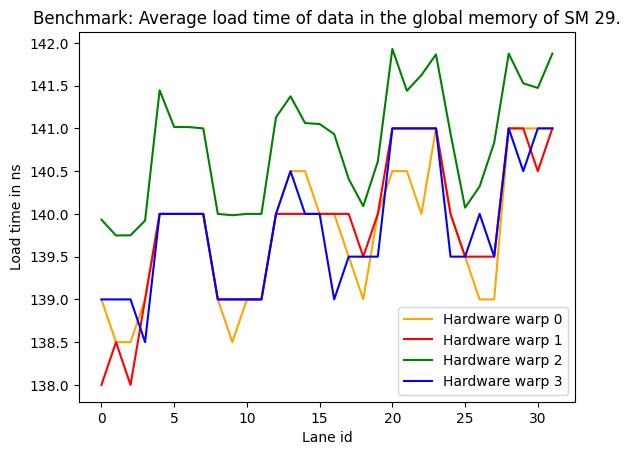 Benchmark: Average load time of data in the global memory of SM 29.
Load time in ns
142.0
141.5
141.0
140.5
140.0
139.5
139.0
138.5
138.0
Hardware warp 0
Hardware warp 1
Hardware warp 2
Hardware warp 3
0 5 10 15 20 25 30
Lane id